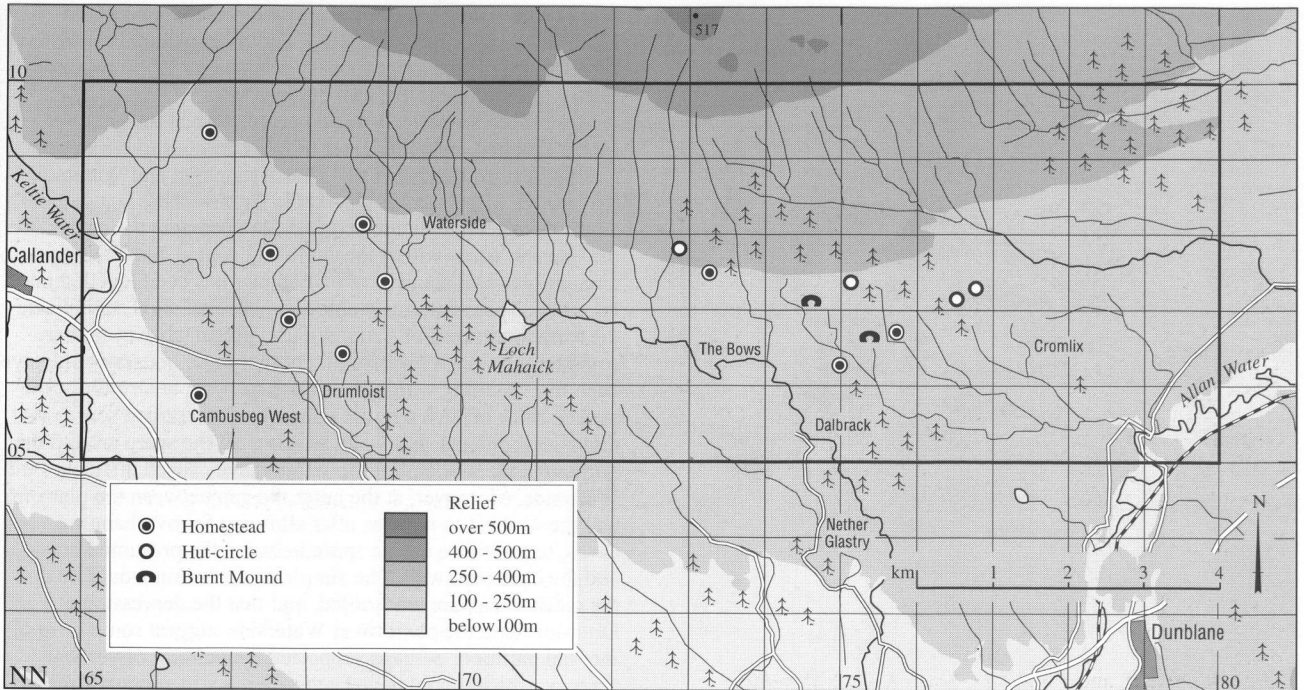 517
10
Keltie Water
Waterside
Callander
Loch
Mahaick
The Bows
Cromlix
Allan Water
Drumloist
Cambusbeg West
Dalbrack
05
Homestead
Hut-circle
Burnt Mound
Relief
over 500m
400 - 500m
250 - 400m
100 - 250m
below100m
Nether
Glastry
N
km 1 2 3 4
Dunblane
NN 65 70 75 80